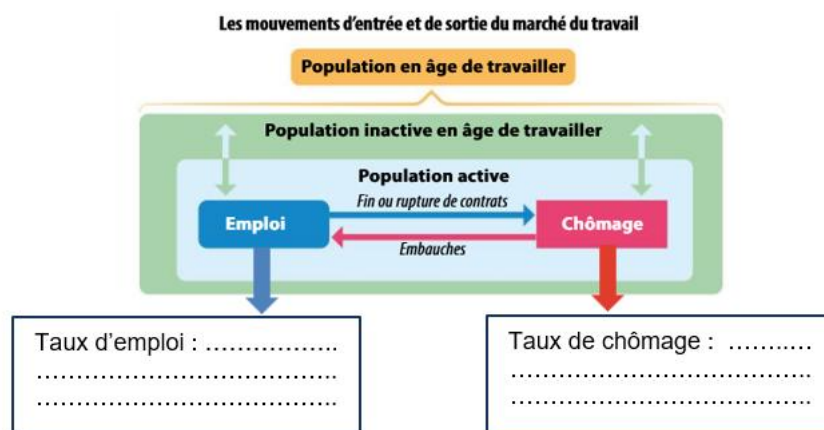 Les mouvements d'entrée et de sortie du marché du travail
Population en âge de travailler
Population inactive en âge de travailler
Population active
Fin ou rupture de contrats
Emploi
Chômage
Embauches
Taux d'emploi : ……………..
………………………………..
………………………………..
Taux de chômage : …..….…
………………………………..
………………………………..